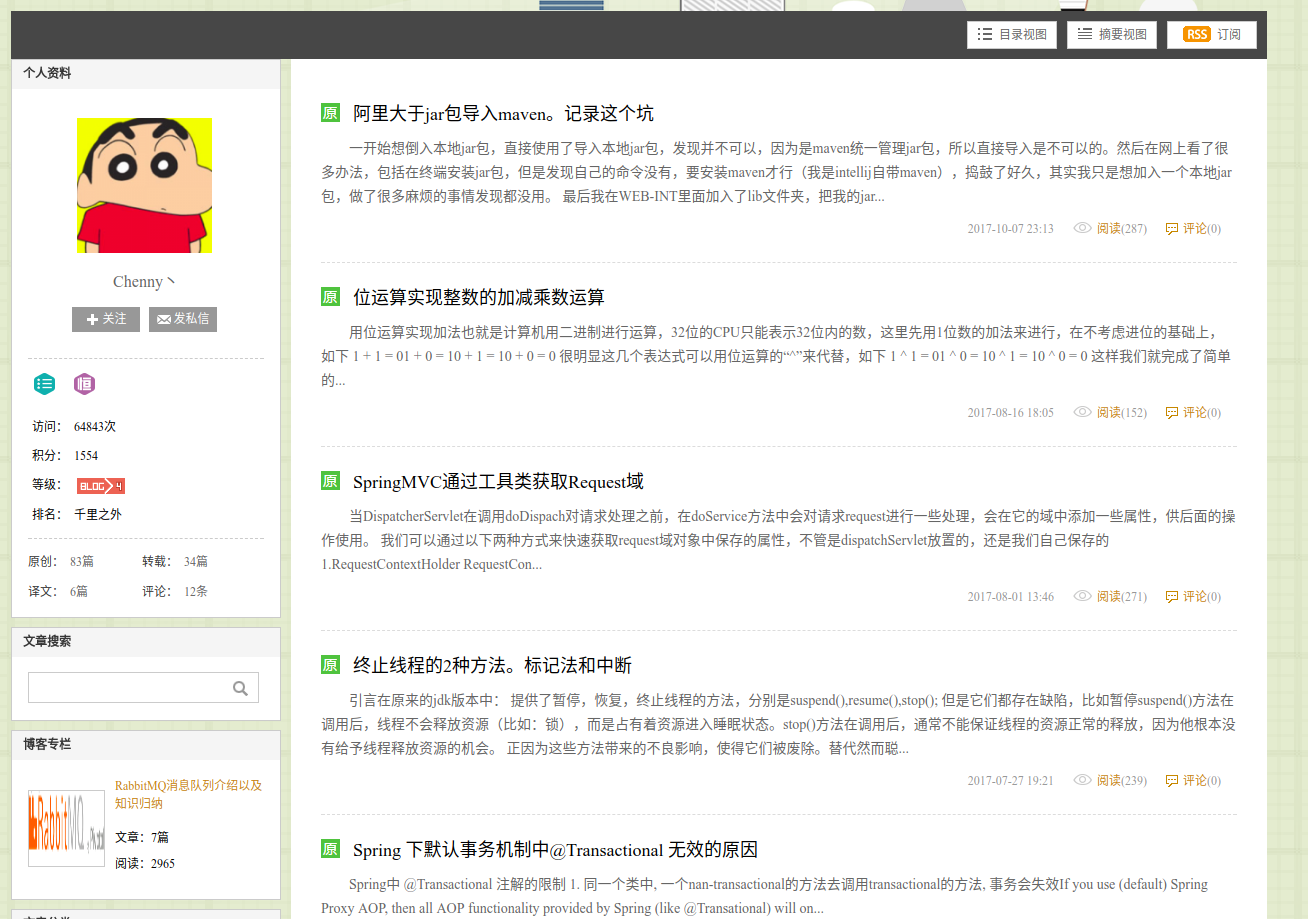 目录视图
摘要视图
RSS 订阅
个人资料
Chenny丶
关注
发私信
访问： 64843次
积分： 1554
等级： BLOG 4
排名： 千里之外
原创： 83篇 转载： 34篇
译文： 6篇 评论： 12条
文章搜索
博客专栏
RabbitMQ
RabbitMQ消息队列介绍以及
知识归纳
文章：7篇
阅读：2965
原 阿里大于jar包导入maven。记录这个坑
一开始想倒入本地jar包，直接使用了导入本地jar包，发现并不可以，因为是maven统一管理jar包，所以直接导入是不可以的。然后在网上看了很
多办法，包括在终端安装jar包，但是发现自己的命令没有，要安装maven才行（我是intellij自带maven），捣鼓了好久，其实我只是想加入一个本地jar
包，做了很多麻烦的事情发现都没用。 最后我在WEB-INT里面加入了lib文件夹，把我的jar...
2017-10-07 23:13 阅读(287) 评论(0)
原 位运算实现整数的加减乘数运算
用位运算实现加法也就是计算机用二进制进行运算，32位的CPU只能表示32位内的数，这里先用1位数的加法来进行，在不考虑进位的基础上，
如下 1 + 1 = 01 + 0 = 10 + 1 = 10 + 0 = 0 很明显这几个表达式可以用位运算的“^”来代替，如下 1 ^ 1 = 01 ^ 0 = 10 ^ 1 = 10 ^ 0 = 0 这样我们就完成了简单
的...
2017-08-16 18:05 阅读(152) 评论(0)
原 SpringMVC通过工具类获取Request域
当DispatcherServlet在调用doDispach对请求处理之前，在doService方法中会对请求request进行一些处理，会在它的域中添加一些属性，供后面的操
作使用。 我们可以通过以下两种方式来快速获取request域对象中保存的属性，不管是dispatchServlet放置的，还是我们自己保存的
1.RequestContextHolder RequestCon...
2017-08-01 13:46 阅读(271) 评论(0)
原 终止线程的2种方法。标记法和中断
引言在原来的jdk版本中： 提供了暂停，恢复，终止线程的方法，分别是suspend(),resume(),stop(); 但是它们都存在缺陷，比如暂停suspend()方法在
调用后，线程不会释放资源（比如：锁），而是占有着资源进入睡眠状态。stop()方法在调用后，通常不能保证线程的资源正常的释放，因为他根本没
有给予线程释放资源的机会。 正因为这些方法带来的不良影响，使得它们被废除。替代然而聪...
2017-07-27 19:21 阅读(239) 评论(0)
原 Spring 下默认事务机制中@Transactional 无效的原因
Spring中 @Transactional 注解的限制 1. 同一个类中, 一个nan-transactional的方法去调用transactional的方法, 事务会失效If you use (default) Spring
Proxy AOP, then all AOP functionality provided by Spring (like @Transational) will on...